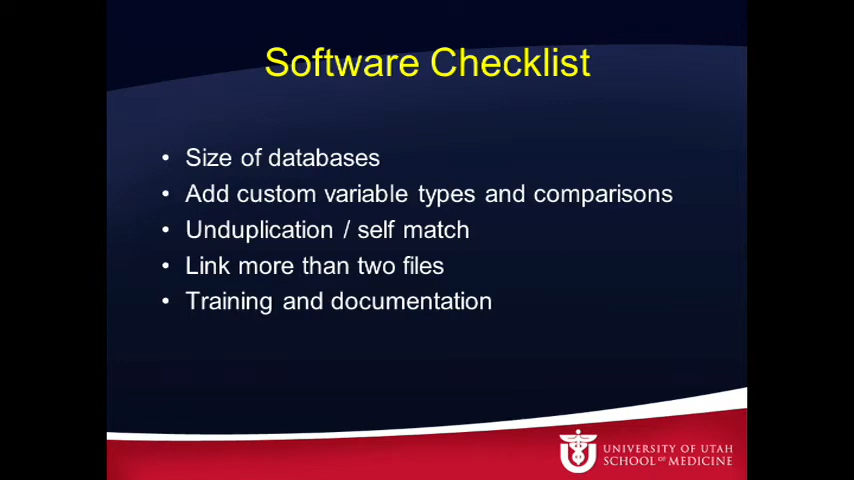 Software Checklist
• Size of databases
• Add custom variable types and comparisons
• Unduplication / self match
• Link more than two files
• Training and documentation
UNIVERSITY OF UTAH
SCHOOL OF MEDICINE